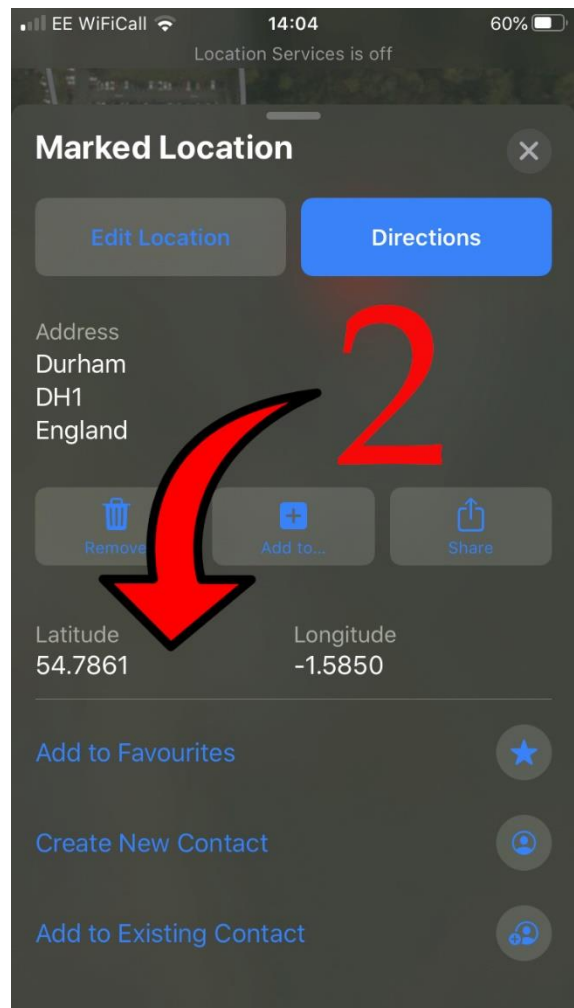 EE WiFiCall 14:04 60%
Location Services is off
Marked Location
Edit Location Directions
2
Address
Durham
DH1
England
Remove Add to... Share
Latitude Longitude
54.7861 -1.5850
Add to Favourites
Create New Contact
Add to Existing Contact